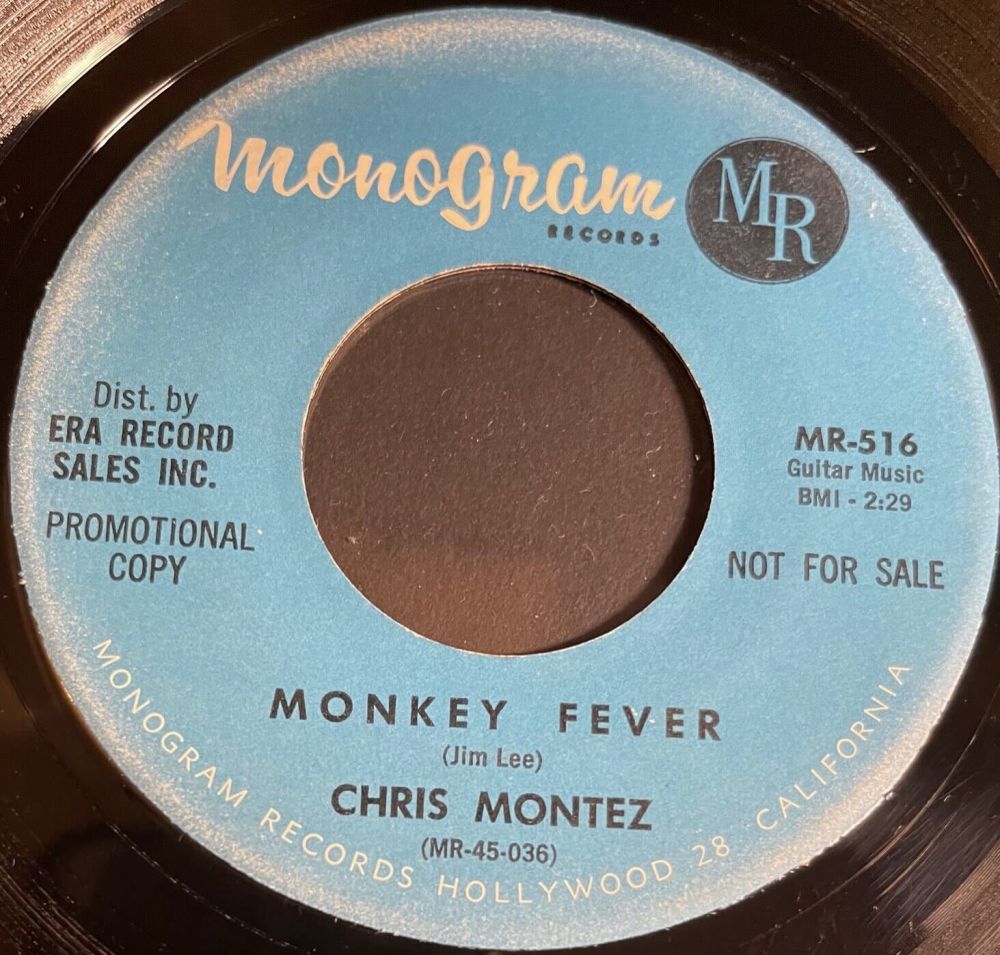 monogram
RECORDS
MR
Dist. by
ERA RECORD
SALES INC.
PROMOTIONAL
COPY
MR-516
Guitar Music
BMI - 2:29
NOT FOR SALE
MONKEY FEVER
(Jim Lee)
CHRIS MONTEZ
(MR-45-036)
MONOGRAM RECORDS HOLLYWOOD 28 CALIFORNIA